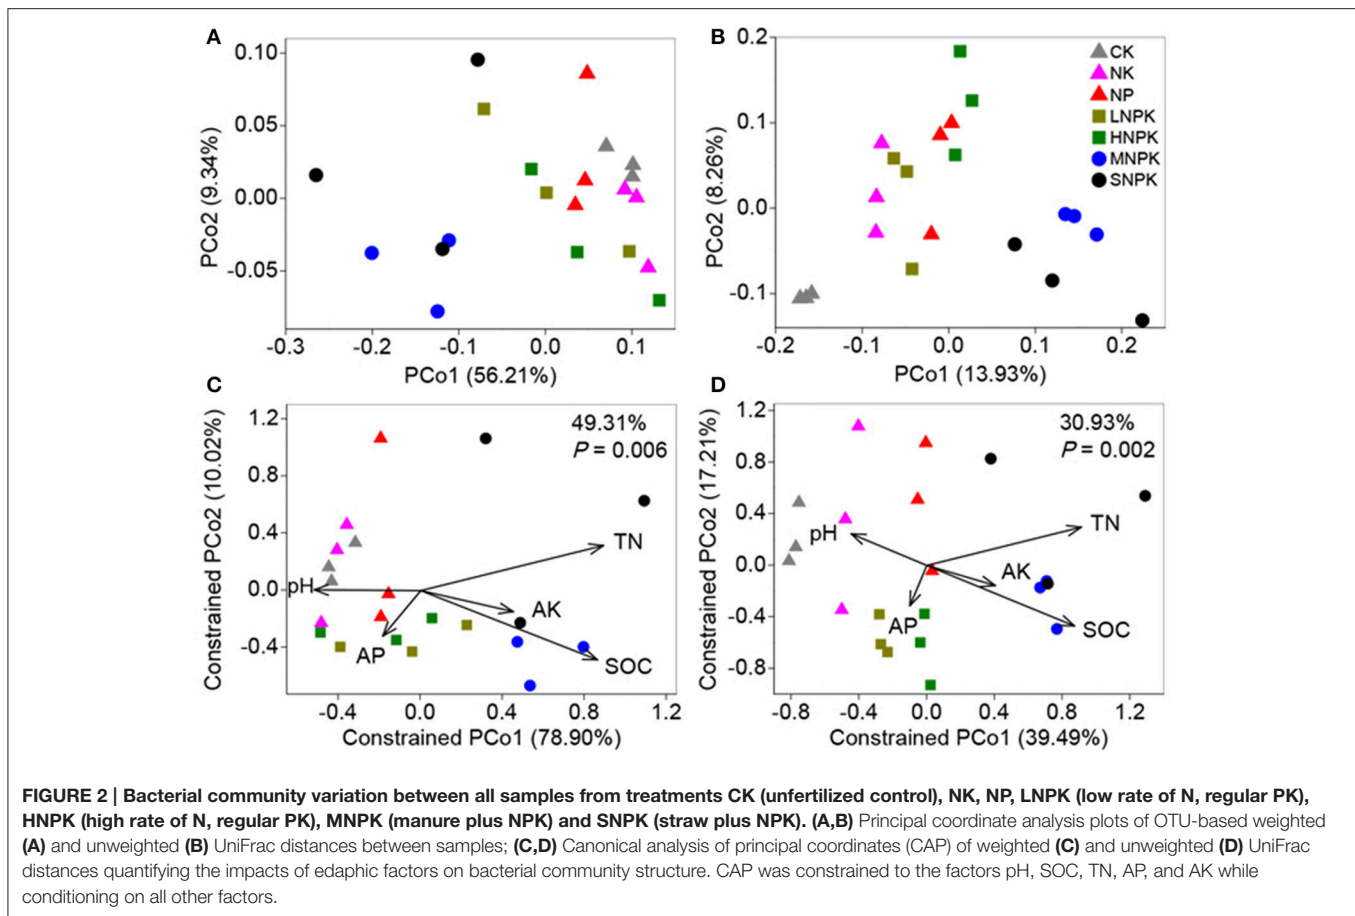 A
0.10
0.05
0.00
-0.05
PCo2 (9.34%)
-0.3 -0.2 -0.1 0.0 0.1
PCo1 (56.21%)
B
0.2
0.1
0.0
-0.1
PCo2 (8.26%)
-0.2 -0.1 0.0 0.1 0.2
PCo1 (13.93%)
CK
NK
NP
LNPK
HNPK
MNPK
SNPK
C
1.2
0.8
0.4
0.0
-0.4
Constrained PCo2 (10.02%)
49.31%
P = 0.006
TN
pH
AK
AP
SOC
-0.4 0.0 0.4 0.8 1.2
Constrained PCo1 (78.90%)
D
1.2
0.8
0.4
0.0
-0.4
-0.8
Constrained PCo2 (17.21%)
30.93%
P = 0.002
TN
pH
AK
AP
SOC
-0.8 -0.4 0.0 0.4 0.8 1.2
Constrained PCo1 (39.49%)
FIGURE 2 | Bacterial community variation between all samples from treatments CK (unfertilized control), NK, NP, LNPK (low rate of N, regular PK),
HNPK (high rate of N, regular PK), MNPK (manure plus NPK) and SNPK (straw plus NPK). (A,B) Principal coordinate analysis plots of OTU-based weighted
(A) and unweighted (B) UniFrac distances between samples; (C,D) Canonical analysis of principal coordinates (CAP) of weighted (C) and unweighted (D) UniFrac
distances quantifying the impacts of edaphic factors on bacterial community structure. CAP was constrained to the factors pH, SOC, TN, AP, and AK while
conditioning on all other factors.